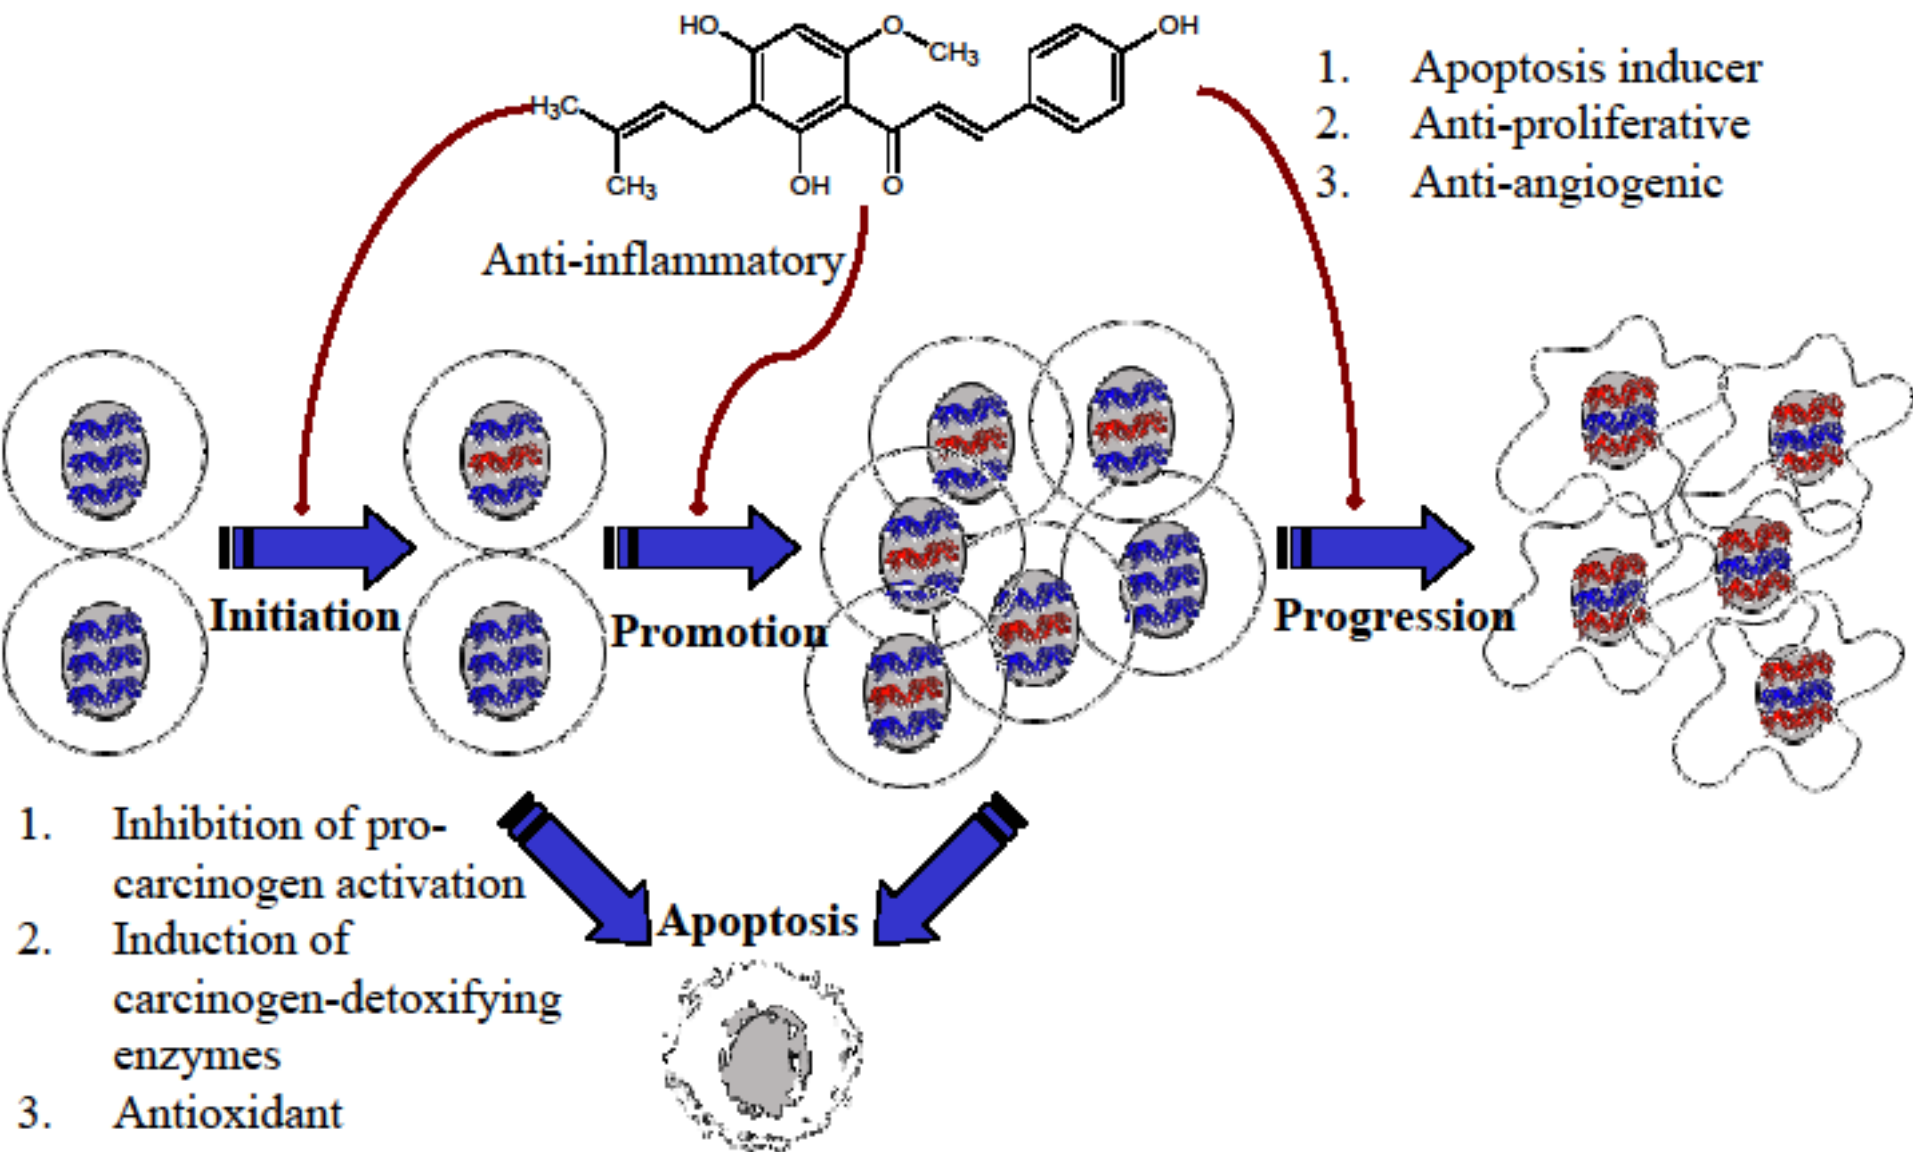 HO
O
CH3
OH
H3C
CH3
OH
O
1. Apoptosis inducer
2. Anti-proliferative
3. Anti-angiogenic
Anti-inflammatory
Initiation
Promotion
Progression
1. Inhibition of pro-
carcinogen activation
2. Induction of
carcinogen-detoxifying
enzymes
3. Antioxidant
Apoptosis